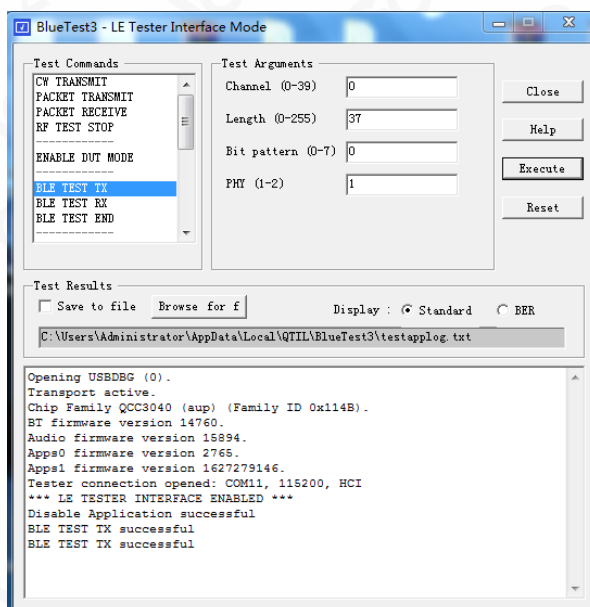 BlueTest3 - LE Tester Interface Mode
Test Commands
CW TRANSMIT
PACKET TRANSMIT
PACKET RECEIVE
RF TEST STOP
------------
ENABLE DUT MODE
------------
BLE TEST TX
BLE TEST RX
BLE TEST END
------------
Test Arguments
Channel (0-39) 0
Length (0-255) 37
Bit pattern (0-7) 0
PHY (1-2) 1
Close
Help
Execute
Reset
Test Results
Save to file Browse for f Display : Standard BER
C:\Users\Administrator\AppData\Local\QTIL\BlueTest3\testapplog.txt
Opening USBDBG (0).
Transport active.
Chip Family QCC3040 (aup) (Family ID 0x114B).
BT firmware version 14760.
Audio firmware version 15894.
Apps0 firmware version 2765.
Apps1 firmware version 1627279146.
Tester connection opened: COM11, 115200, HCI
*** LE TESTER INTERFACE ENABLED ***
Disable Application successful
BLE TEST TX successful
BLE TEST TX successful